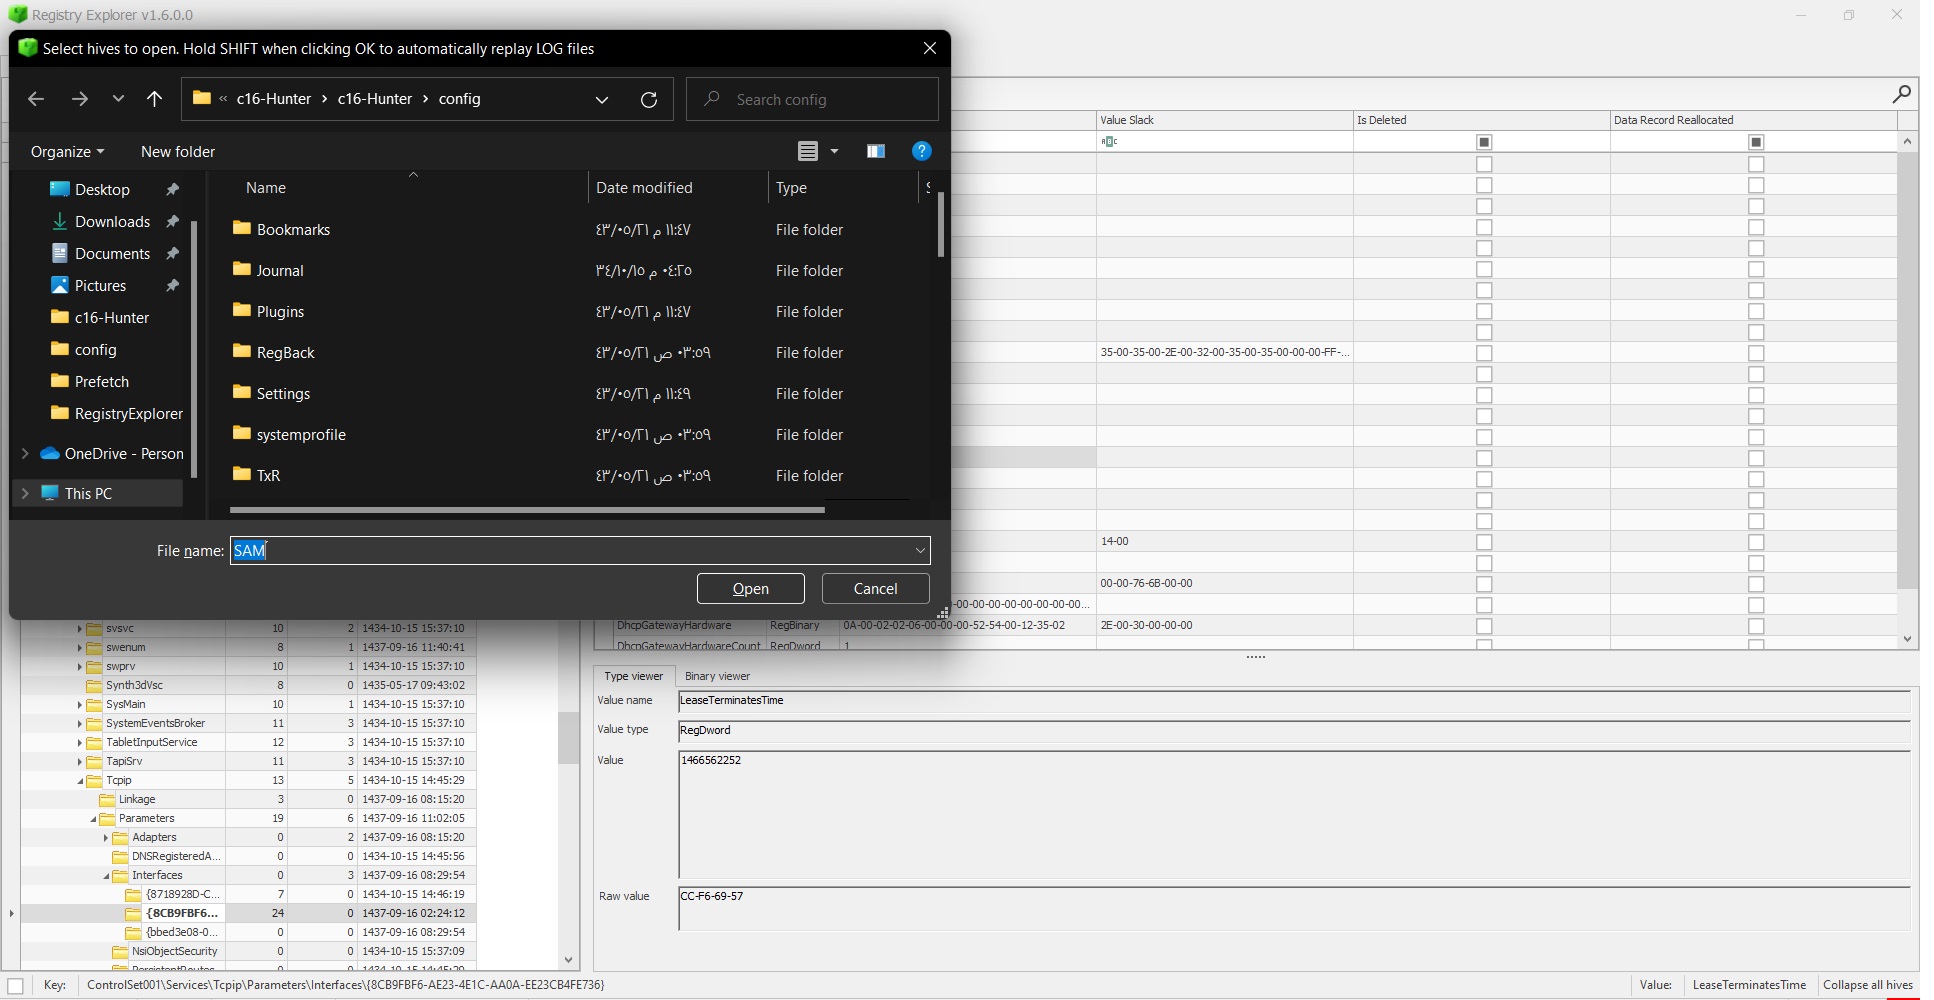 Registry Explorer v1.6.0.0
Select hives to open. Hold SHIFT when clicking OK to automatically replay LOG files
« c16-Hunter › c16-Hunter › config
Search config
Organize
New folder
Name Date modified Type
Desktop
Downloads
Documents
Pictures
c16-Hunter
config
Prefetch
RegistryExplorer
OneDrive - Person
This PC
Bookmarks ٤٣/٠٥/٢١ م ١١:٤٧ File folder
Journal ٣٤/١٠/١٥ م ٠٤:٢٥ File folder
Plugins ٤٣/٠٥/٢١ م ١١:٤٧ File folder
RegBack ٤٣/٠٥/٢١ ص ٠٣:٥٩ File folder
Settings ٤٣/٠٥/٢١ م ١١:٤٩ File folder
systemprofile ٤٣/٠٥/٢١ ص ٠٣:٥٩ File folder
TxR ٤٣/٠٥/٢١ ص ٠٣:٥٩ File folder
File name: SAM
Open
Cancel
Value Slack Is Deleted Data Record Reallocated
35-00-35-00-2E-00-32-00-35-00-35-00-00-00-FF-...
14-00
00-00-76-6B-00-00
-00-00-00-00-00-00-00-00...
DhcpGatewayHardware RegBinary 0A-00-02-02-06-00-00-00-52-54-00-12-35-02 2E-00-30-00-00-00
DhcpGatewayHardwareCount RegDword 1
svsvc 10 2 1434-10-15 15:37:10
swenum 8 1 1437-09-16 11:40:41
swprv 10 1 1434-10-15 15:37:10
Synth3dVsc 8 0 1435-05-17 09:43:02
SysMain 10 1 1434-10-15 15:37:10
SystemEventsBroker 11 3 1434-10-15 15:37:10
TabletInputService 12 3 1434-10-15 15:37:10
TapiSrv 11 3 1434-10-15 15:37:10
Tcpip 13 5 1434-10-15 14:45:29
Linkage 3 0 1437-09-16 08:15:20
Parameters 19 6 1437-09-16 11:02:05
Adapters 0 2 1437-09-16 08:15:20
DNSRegisteredA... 0 0 1434-10-15 14:45:56
Interfaces 0 3 1437-09-16 08:29:54
{8718928D-C... 7 0 1434-10-15 14:46:19
{8CB9FBF6... 24 0 1437-09-16 02:24:12
{bbed3e08-0... 0 0 1437-09-16 08:29:54
NsiObjectSecurity 0 0 1434-10-15 15:37:09
PersistentRoutes 0 0 1434-10-15 14:45:29
Type viewer Binary viewer
Value name LeaseTerminatesTime
Value type RegDword
Value 1466562252
Raw value CC-F6-69-57
Key: ControlSet001\Services\Tcpip\Parameters\Interfaces\{8CB9FBF6-AE23-4E1C-AA0A-EE23CB4FE736}
Value: LeaseTerminatesTime Collapse all hives